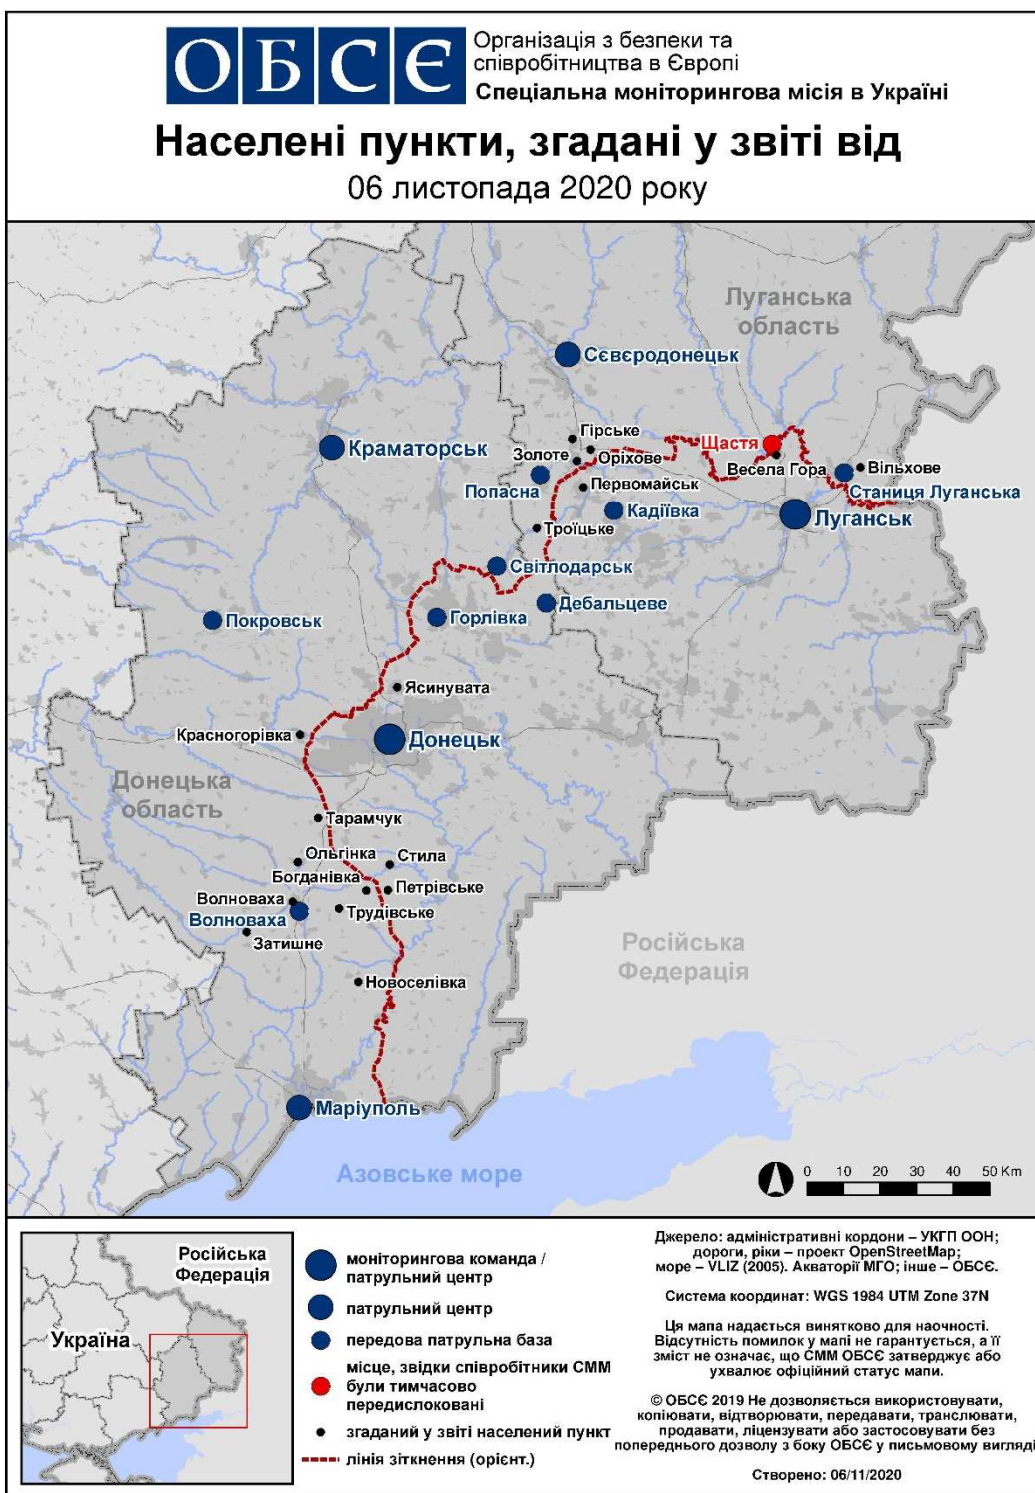 ОБСЄ
Організація з безпеки та
співробітництва в Європі
Спеціальна моніторингова місія в Україні
Населені пункти, згадані у звіті від
06 листопада 2020 року
Луганська
область
Сєвєродонецьк
Гірське
Щастя
Краматорськ
Золоте
Оріхове
Весела Гора
Вільхове
Попасна
Первомайськ
Станиця Луганська
Кадіївка
Луганськ
Троїцьке
Світлодарськ
Дебальцеве
Покровськ
Горлівка
Ясинувата
Красногорівка
Донецьк
Донецька
область
Тарамчук
Ольгінка
Стила
Богданівка
Петрівське
Волноваха
Трудівське
Волноваха
Затишне
Російська
Федерація
Новоселівка
Маріуполь
Азовське море
0 10 20 30 40 50 Km
Російська
Федерація
Україна
моніторингова команда /
патрульний центр
патрульний центр
передова патрульна база
місце, звідки співробітники СММ
були тимчасово
передислоковані
згаданий у звіті населений пункт
лінія зіткнення (орієнт.)
Джерело: адміністративні кордони – УКГП ООН;
дороги, ріки – проект OpenStreetMap;
море – VLIZ (2005). Акваторії МГО; інше – ОБСЄ.
Система координат: WGS 1984 UTM Zone 37N
Ця мапа надається винятково для наочності.
Відсутність помилок у мапі не гарантується, а її
зміст не означає, що СММ ОБСЄ затверджує або
ухвалює офіційний статус мапи.
© ОБСЄ 2019 Не дозволяється використовувати,
копіювати, відтворювати, передавати, транслювати,
продавати, ліцензувати або застосовувати без
попереднього дозволу з боку ОБСЄ у письмовому вигляді
Створено: 06/11/2020